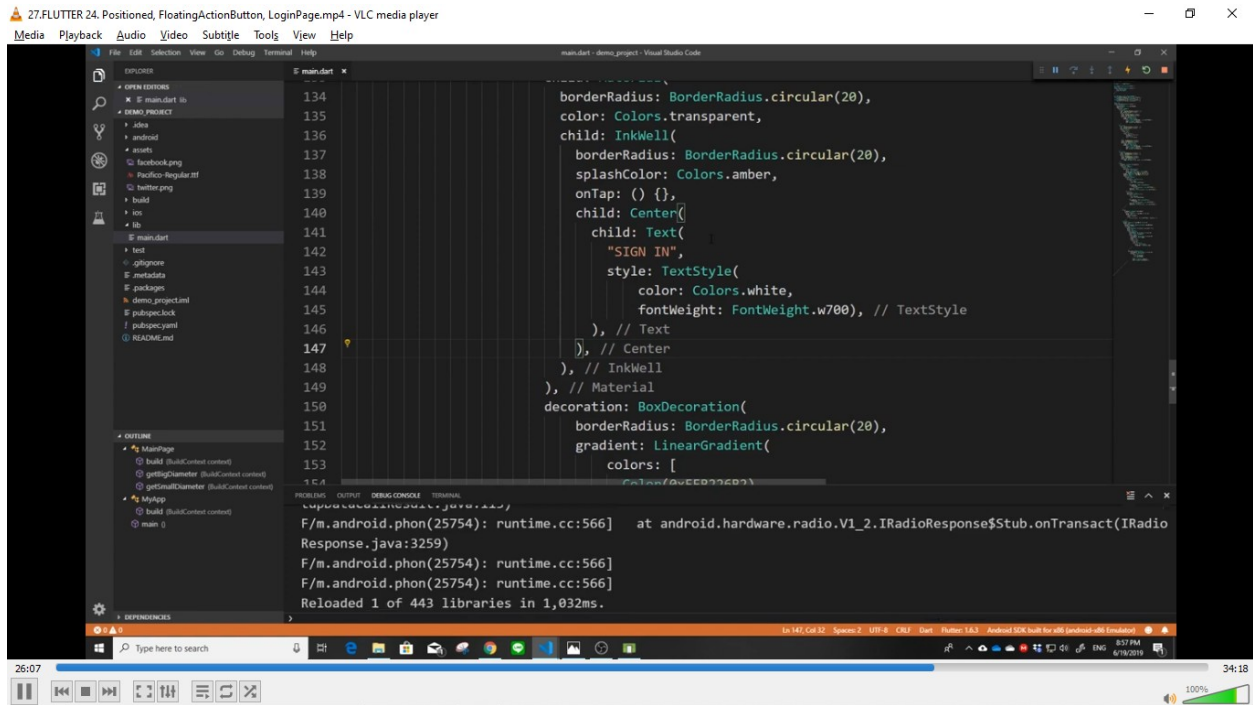 27.FLUTTER 24. Positioned, FloatingActionButton, LoginPage.mp4 - VLC media player
Media Playback Audio Video Subtitle Tools View Help
File Edit Selection View Go Debug Terminal Help
main.dart - demo_project - Visual Studio Code
EXPLORER
OPEN EDITORS
main.dart lib
DEMO_PROJECT
.idea
android
assets
facebook.png
Pacifico-Regular.ttf
twitter.png
build
ios
lib
main.dart
test
.gitignore
.metadata
.packages
demo_project.iml
pubspec.lock
pubspec.yaml
README.md
OUTLINE
MainPage
build (BuildContext context)
getBigDiameter (BuildContext context)
getSmallDiameter (BuildContext context)
MyApp
build (BuildContext context)
main ()
DEPENDENCIES
main.dart
134 borderRadius: BorderRadius.circular(20),
135 color: Colors.transparent,
136 child: InkWell(
137 borderRadius: BorderRadius.circular(20),
138 splashColor: Colors.amber,
139 onTap: () {},
140 child: Center(
141 child: Text(
142 "SIGN IN",
143 style: TextStyle(
144 color: Colors.white,
145 fontWeight: FontWeight.w700), // TextStyle
146 ), // Text
147 ), // Center
148 ), // InkWell
149 ), // Material
150 decoration: BoxDecoration(
151 borderRadius: BorderRadius.circular(20),
152 gradient: LinearGradient(
153 colors: [
PROBLEMS OUTPUT DEBUG CONSOLE TERMINAL
F/m.android.phon(25754): runtime.cc:566] at android.hardware.radio.V1_2.IRadioResponse$Stub.onTransact(IRadio
Response.java:3259)
F/m.android.phon(25754): runtime.cc:566]
F/m.android.phon(25754): runtime.cc:566]
Reloaded 1 of 443 libraries in 1,032ms.
Ln 147, Col 32 Spaces: 2 UTF-8 CRLF Dart Flutter: 1.6.3 Android SDK built for x86 (android-x86 Emulator)
Type here to search
ENG
8:57 PM
6/19/2019
26:07
34:18
100%